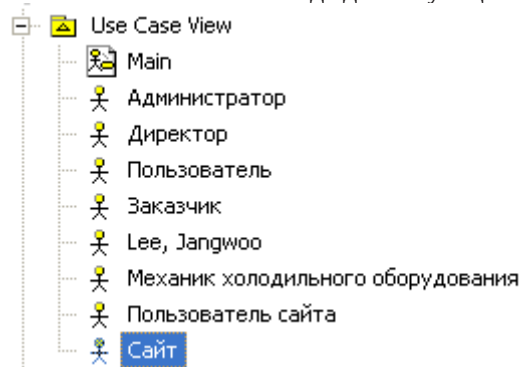 Use Case View
Main
Администратор
Директор
Пользователь
Заказчик
Lee, Jangwoo
Механик холодильного оборудования
Пользователь сайта
Сайт